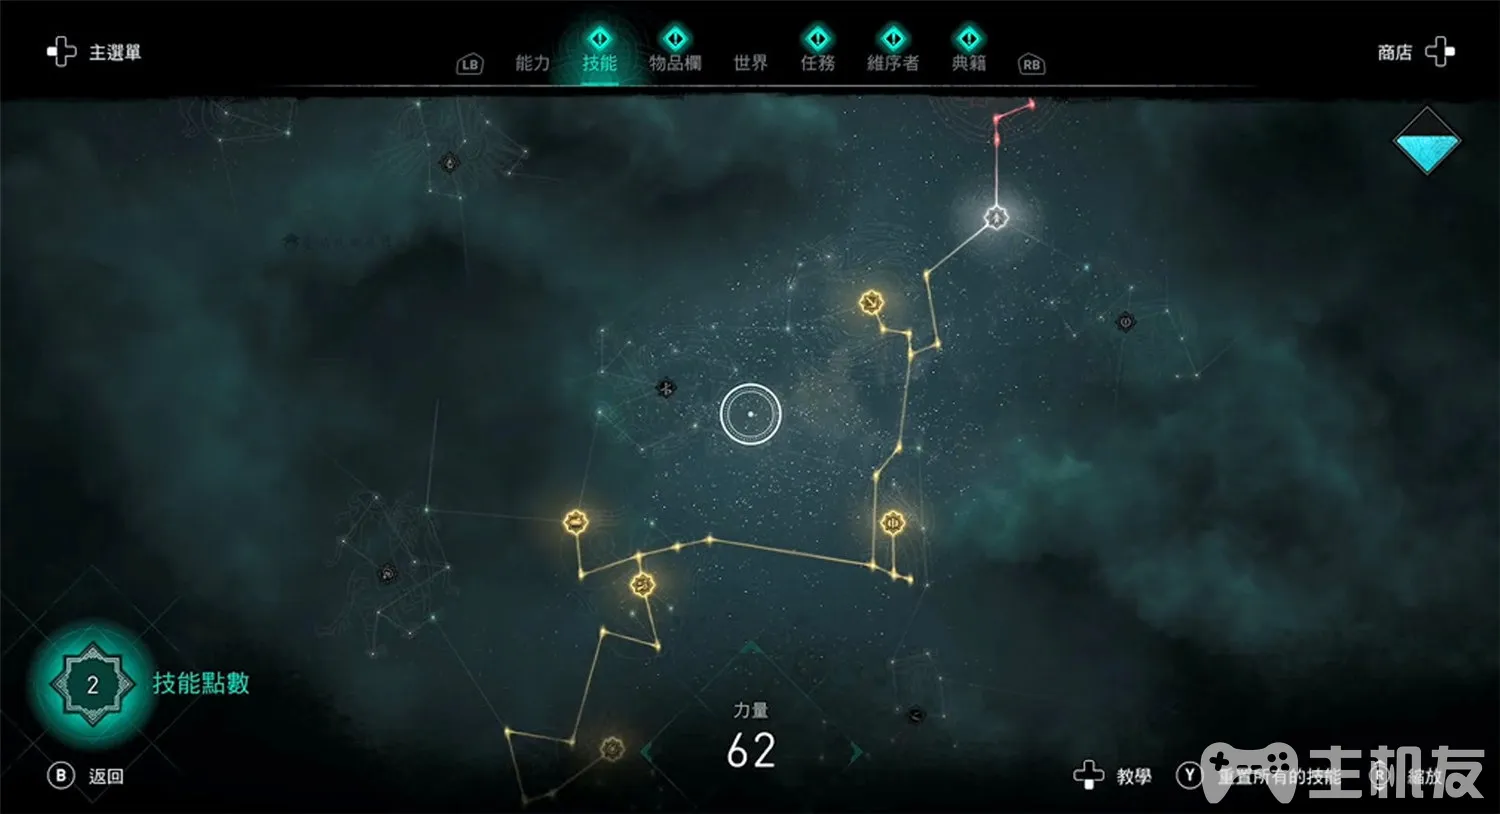 主選單
LB
能力
技能
物品欄
世界
任務
維序者
典籍
RB
商店
2
技能點數
力量
62
B
返回
教學
Y
重置所有的技能
R
縮放
主机友